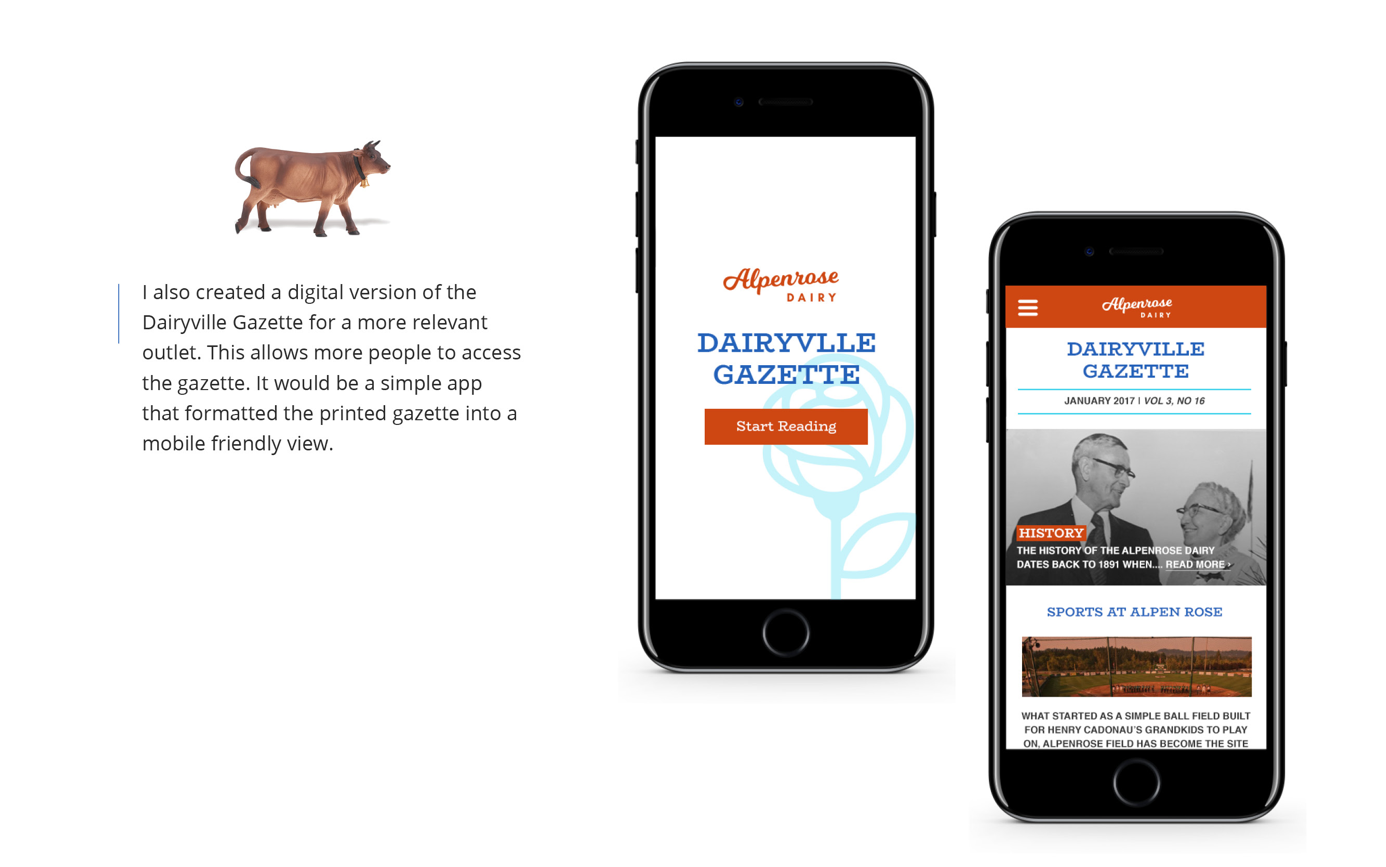 I also created a digital version of the
Dairyville Gazette for a more relevant
outlet. This allows more people to access
the gazette. It would be a simple app
that formatted the printed gazette into a
mobile friendly view.
Alpenrose
DAIRY
DAIRYVLLE
GAZETTE
Start Reading
Alpenrose
DAIRY
DAIRYVILLE
GAZETTE
JANUARY 2017 | VOL 3, NO 16
HISTORY
THE HISTORY OF THE ALPENROSE DAIRY
DATES BACK TO 1891 WHEN.... READ MORE ›
SPORTS AT ALPEN ROSE
WHAT STARTED AS A SIMPLE BALL FIELD BUILT
FOR HENRY CADONAU'S GRANDKIDS TO PLAY
ON, ALPENROSE FIELD HAS BECOME THE SITE